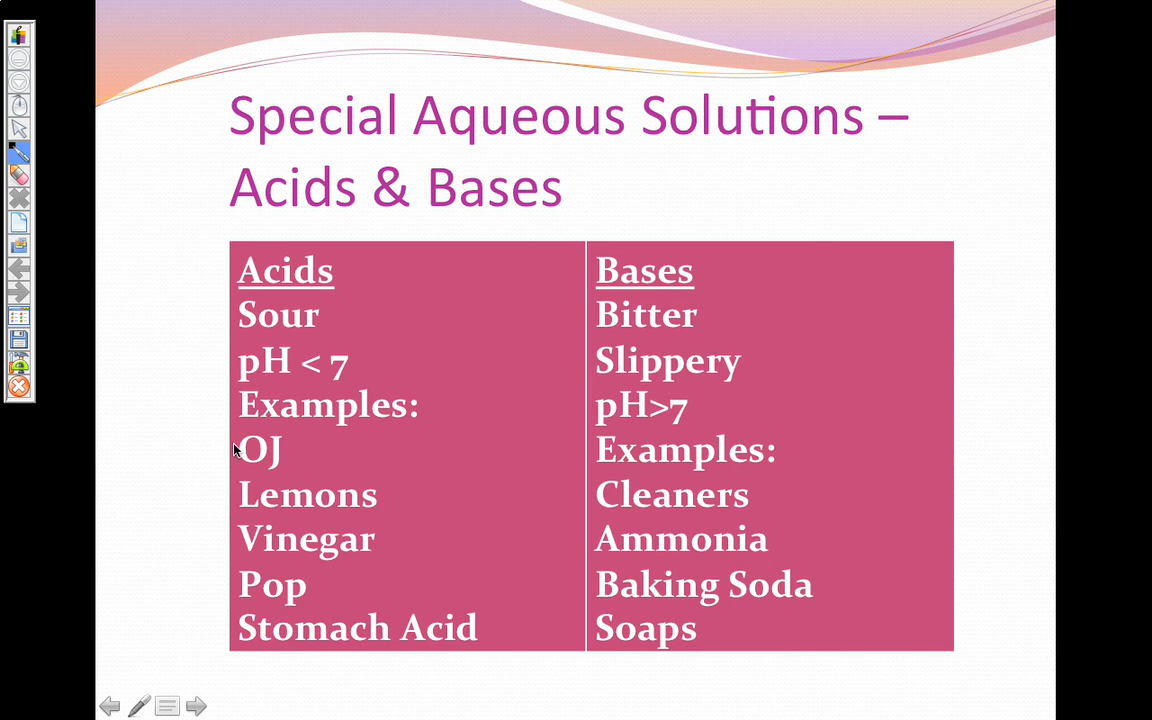 Special Aqueous Solutions –
Acids & Bases
Acids
Sour
pH < 7
Examples:
OJ
Lemons
Vinegar
Pop
Stomach Acid
Bases
Bitter
Slippery
pH>7
Examples:
Cleaners
Ammonia
Baking Soda
Soaps